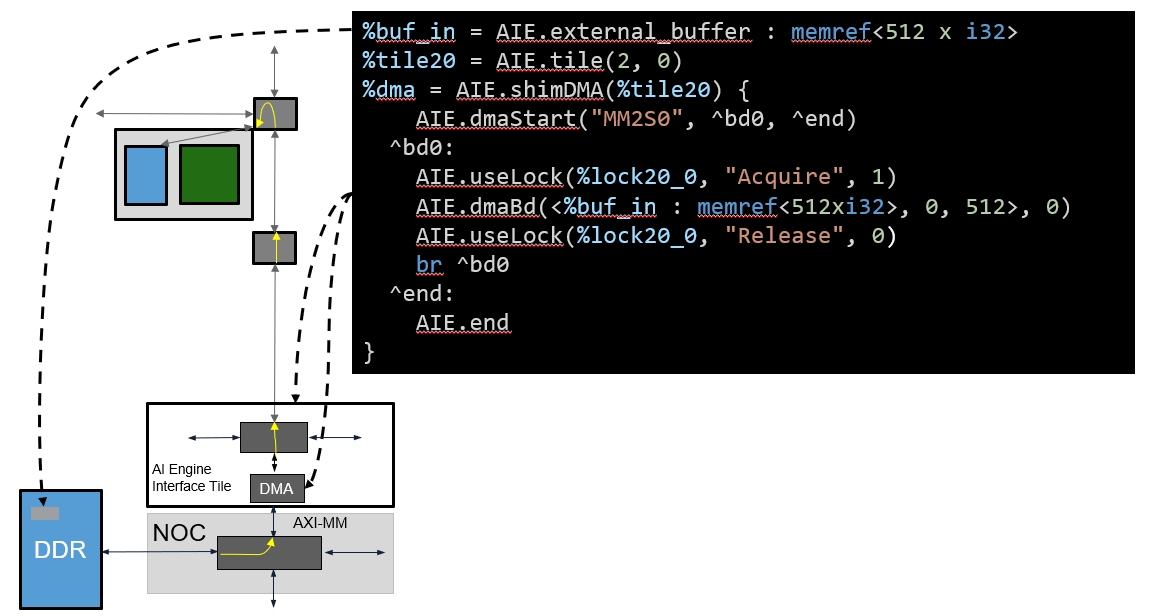 %buf_in = AIE.external_buffer : memref<512 x i32>
%tile20 = AIE.tile(2, 0)
%dma = AIE.shimDMA(%tile20) {
    AIE.dmaStart("MM2S0", ^bd0, ^end)
  ^bd0:
    AIE.useLock(%lock20_0, "Acquire", 1)
    AIE.dmaBd(<%buf_in : memref<512xi32>, 0, 512>, 0)
    AIE.useLock(%lock20_0, "Release", 0)
    br ^bd0
  ^end:
    AIE.end
}
AI Engine
Interface Tile
DMA
NOC
AXI-MM
DDR